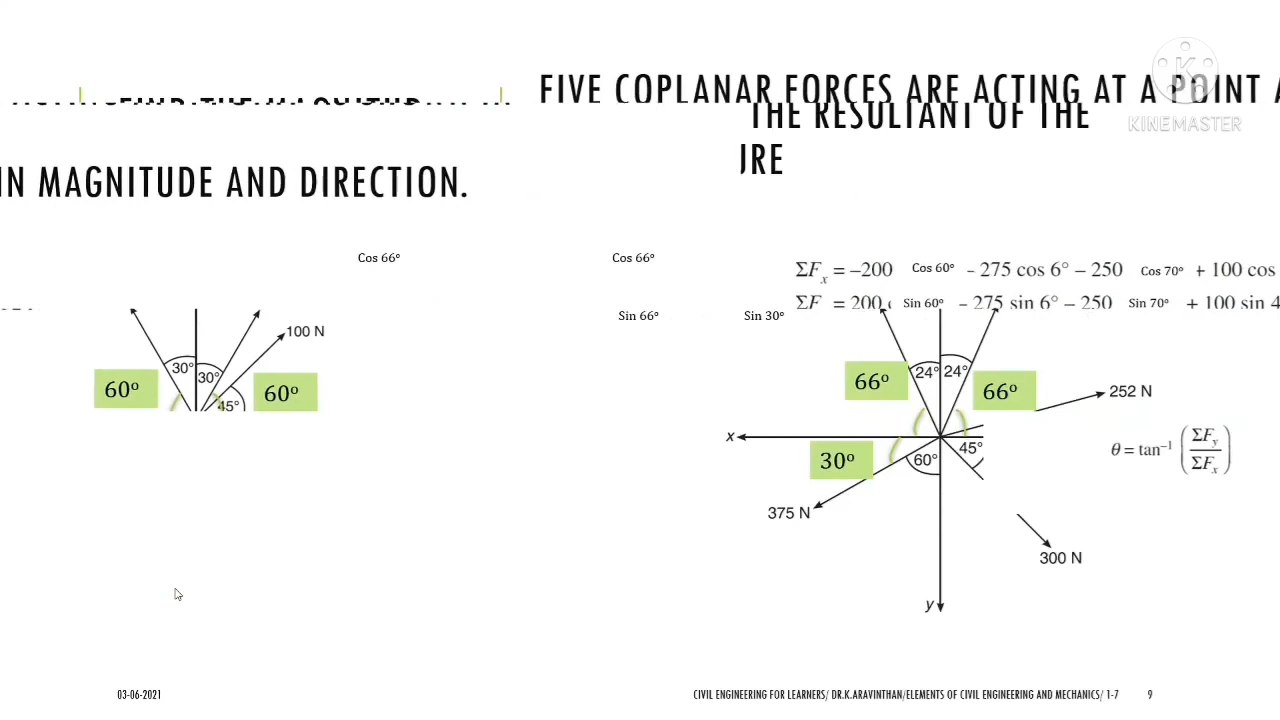 FIVE COPLANAR FORCES ARE ACTING AT A POINT
THE RESULTANT OF THE
IN MAGNITUDE AND DIRECTION.
KINEMASTER
Cos 66°
Cos 66°
ΣFx = –200 Cos 60° – 275 cos 6° – 250 Cos 70° + 100 cos
ΣF = 200 Sin 60° – 275 sin 6° – 250 Sin 70° + 100 sin 4
Sin 66° Sin 30°
100 N
30°
30°
60°
60°
45°
66°
24° 24°
66°
252 N
x
30°
60°
45°
θ = tan⁻¹ (ΣFy/ΣFx)
375 N
300 N
y
03-06-2021
CIVIL ENGINEERING FOR LEARNERS/ DR.K.ARAVINTHAN/ELEMENTS OF CIVIL ENGINEERING AND MECHANICS/ 1-7
9